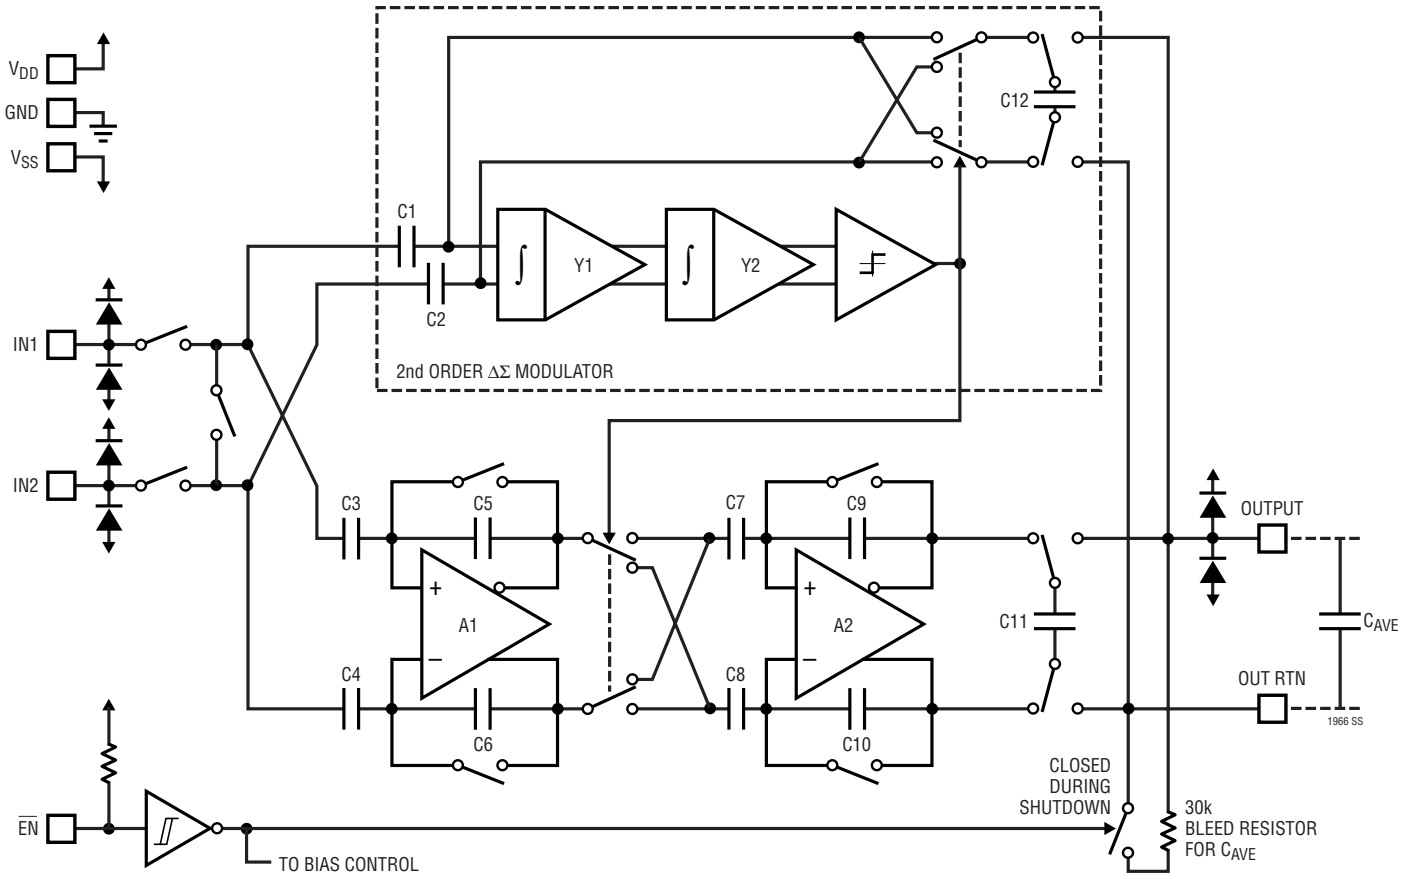 VDD
GND
VSS
C12
C1
C2
∫
Y1
∫
Y2
2nd ORDER ΔΣ MODULATOR
IN1
IN2
C3
C5
C7
C9
+
A1
−
+
A2
−
C11
OUTPUT
CAVE
C4
C6
C8
C10
OUT RTN
1966 SS
EN
TO BIAS CONTROL
CLOSED
DURING
SHUTDOWN
30k
BLEED RESISTOR
FOR CAVE